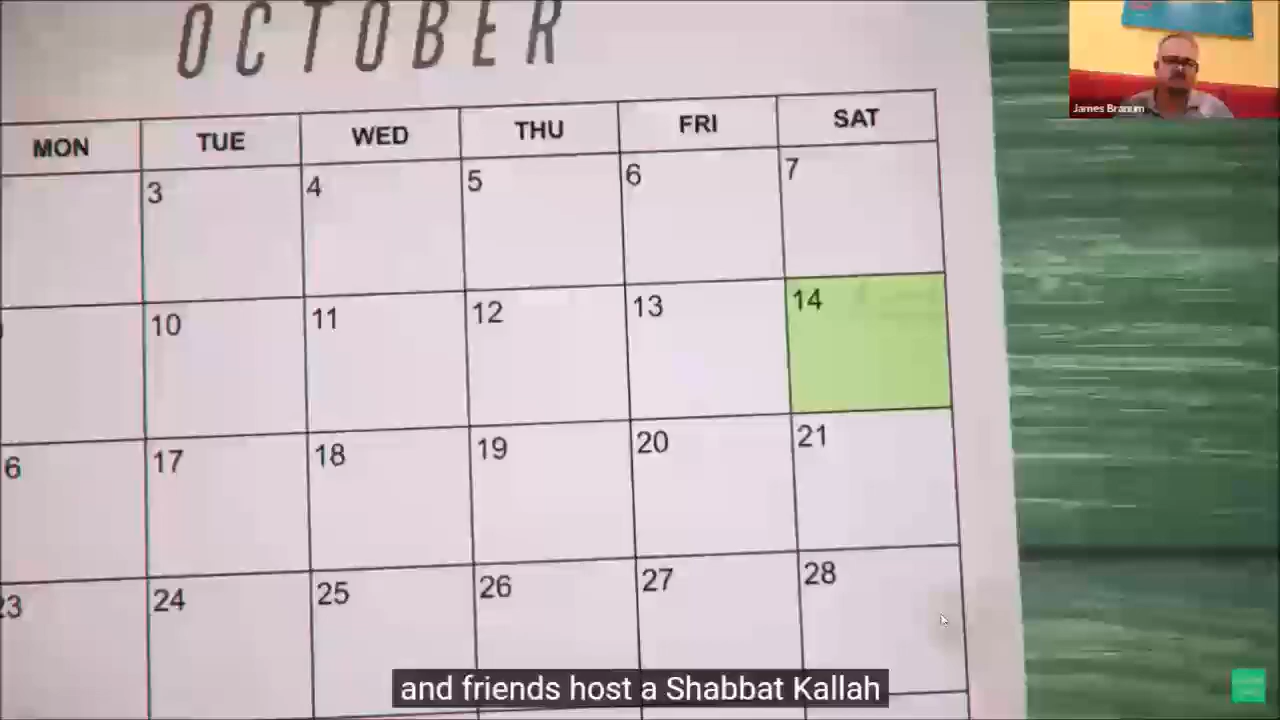 OCTOBER
James Branum
MON TUE WED THU FRI SAT
3 4 5 6 7
10 11 12 13 14
6 17 18 19 20 21
23 24 25 26 27 28
and friends host a Shabbat Kallah